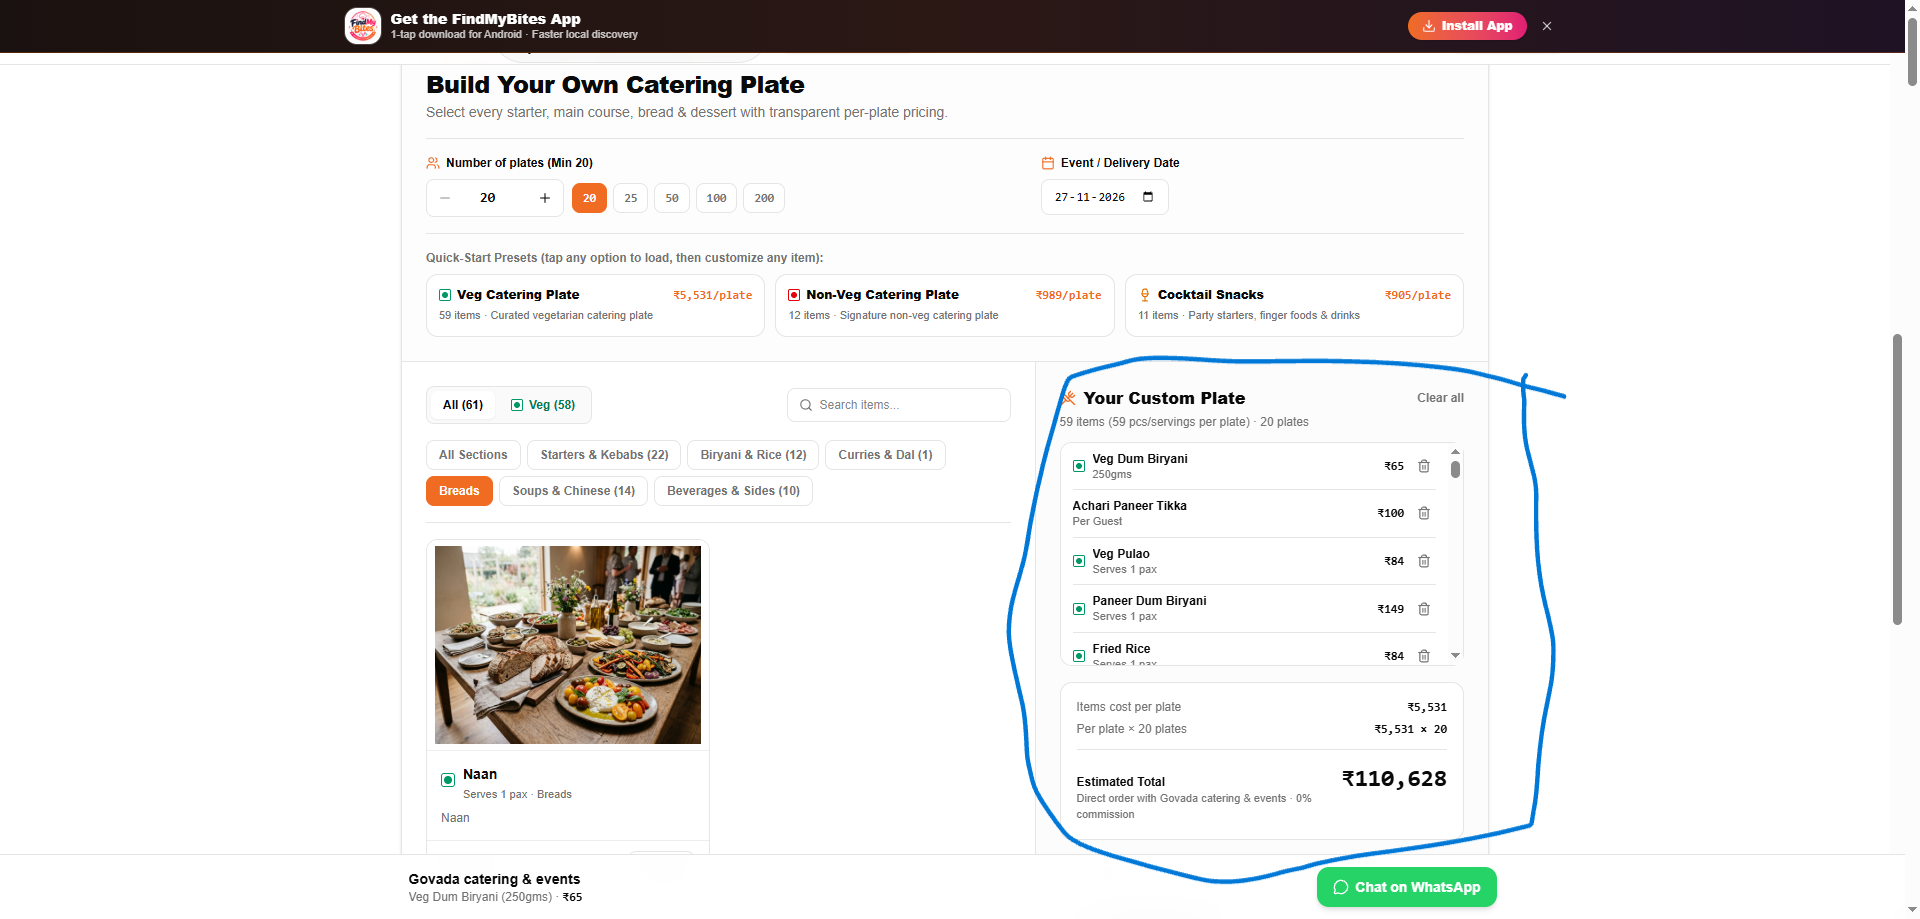 Get the FindMyBites App
1-tap download for Android · Faster local discovery
Install App
Build Your Own Catering Plate
Select every starter, main course, bread & dessert with transparent per-plate pricing.
Number of plates (Min 20)
20
20 25 50 100 200
Event / Delivery Date
27-11-2026
Quick-Start Presets (tap any option to load, then customize any item):
Veg Catering Plate ₹5,531/plate
59 items · Curated vegetarian catering plate
Non-Veg Catering Plate ₹989/plate
12 items · Signature non-veg catering plate
Cocktail Snacks ₹905/plate
11 items · Party starters, finger foods & drinks
All (61) Veg (58)
Search items...
All Sections Starters & Kebabs (22) Biryani & Rice (12) Curries & Dal (1)
Breads Soups & Chinese (14) Beverages & Sides (10)
Naan
Serves 1 pax · Breads
Naan
Your Custom Plate Clear all
59 items (59 pcs/servings per plate) · 20 plates
Veg Dum Biryani ₹65
250gms
Achari Paneer Tikka ₹100
Per Guest
Veg Pulao ₹84
Serves 1 pax
Paneer Dum Biryani ₹149
Serves 1 pax
Fried Rice ₹84
Serves 1 pax
Items cost per plate ₹5,531
Per plate × 20 plates ₹5,531 × 20
Estimated Total ₹110,628
Direct order with Govada catering & events · 0%
commission
Govada catering & events
Veg Dum Biryani (250gms) · ₹65
Chat on WhatsApp